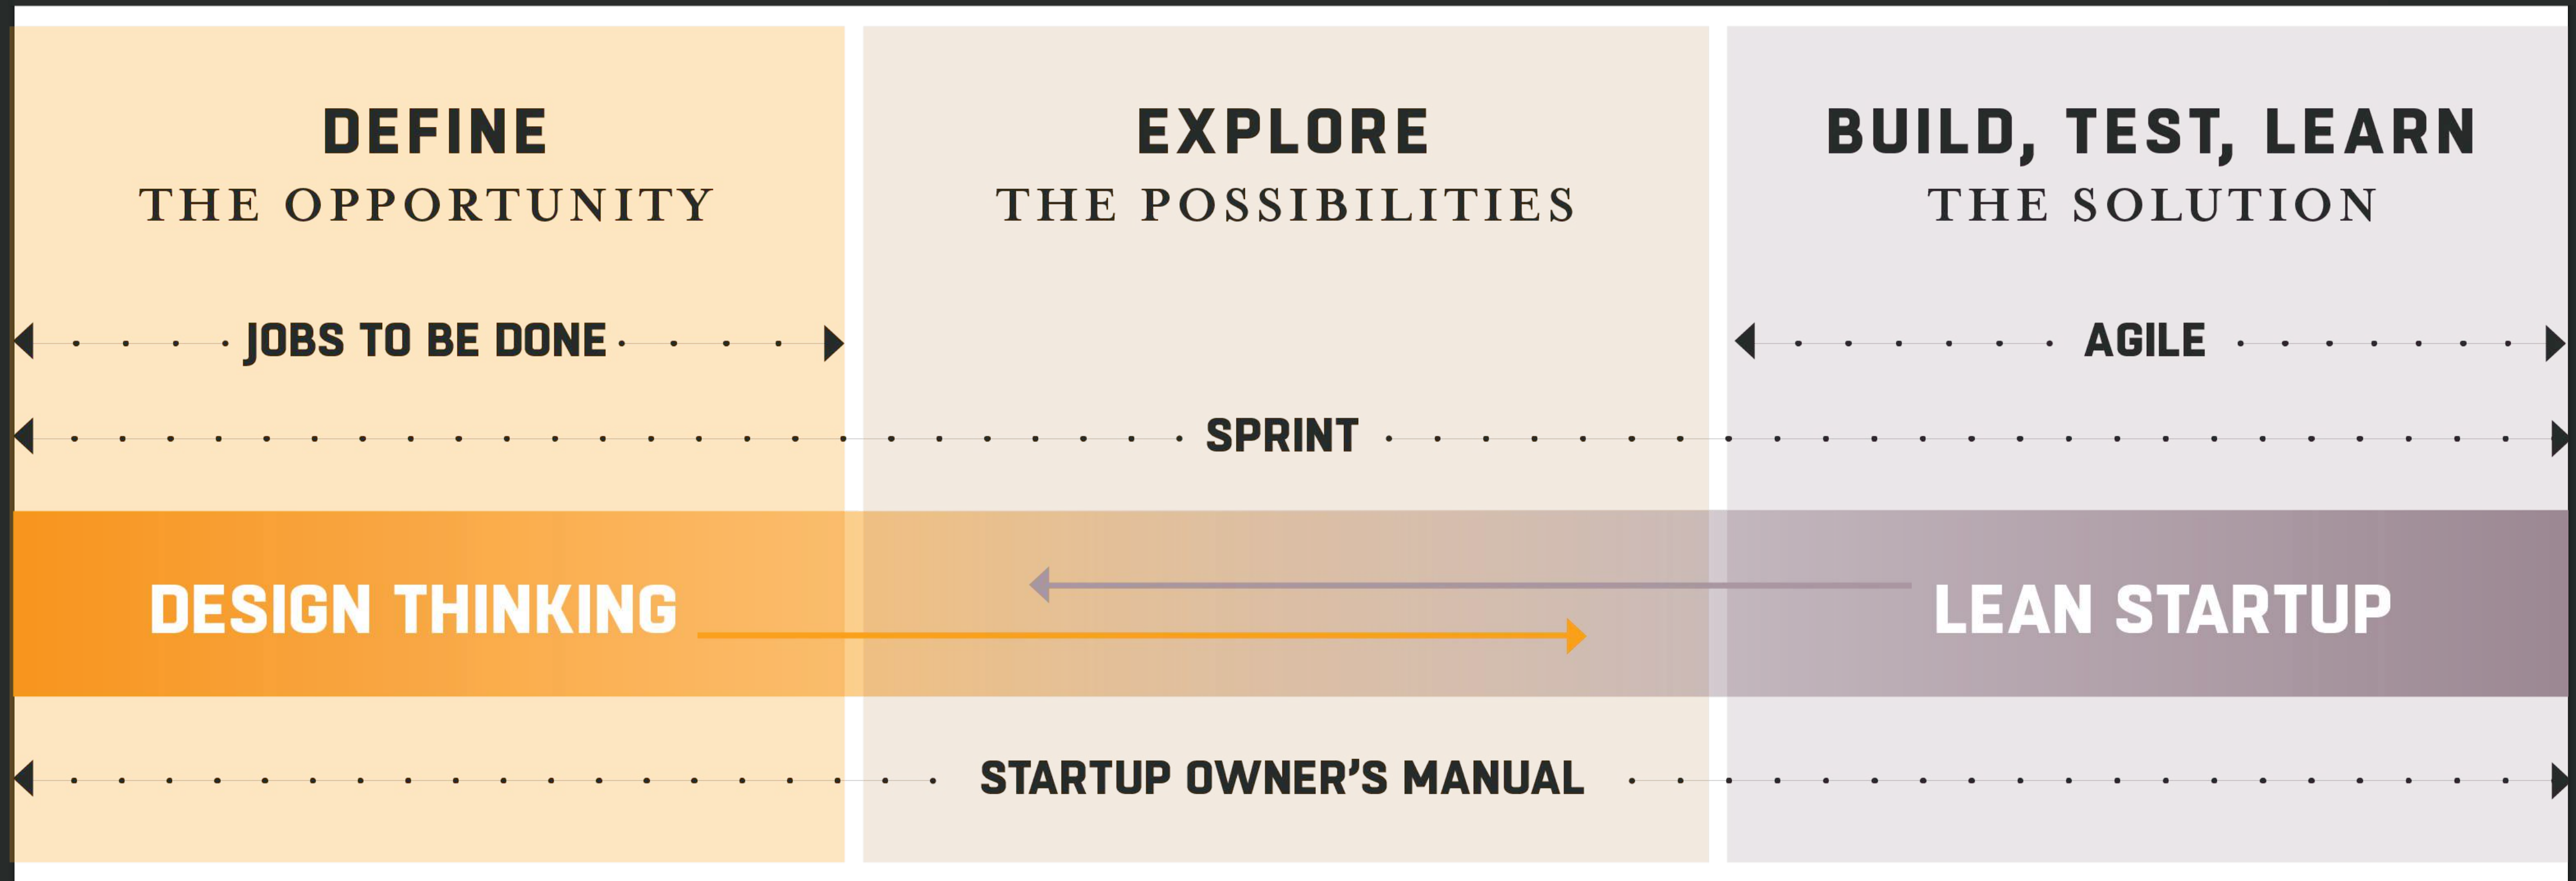 DEFINE
THE OPPORTUNITY
EXPLORE
THE POSSIBILITIES
BUILD, TEST, LEARN
THE SOLUTION
JOBS TO BE DONE
AGILE
SPRINT
DESIGN THINKING
LEAN STARTUP
STARTUP OWNER'S MANUAL